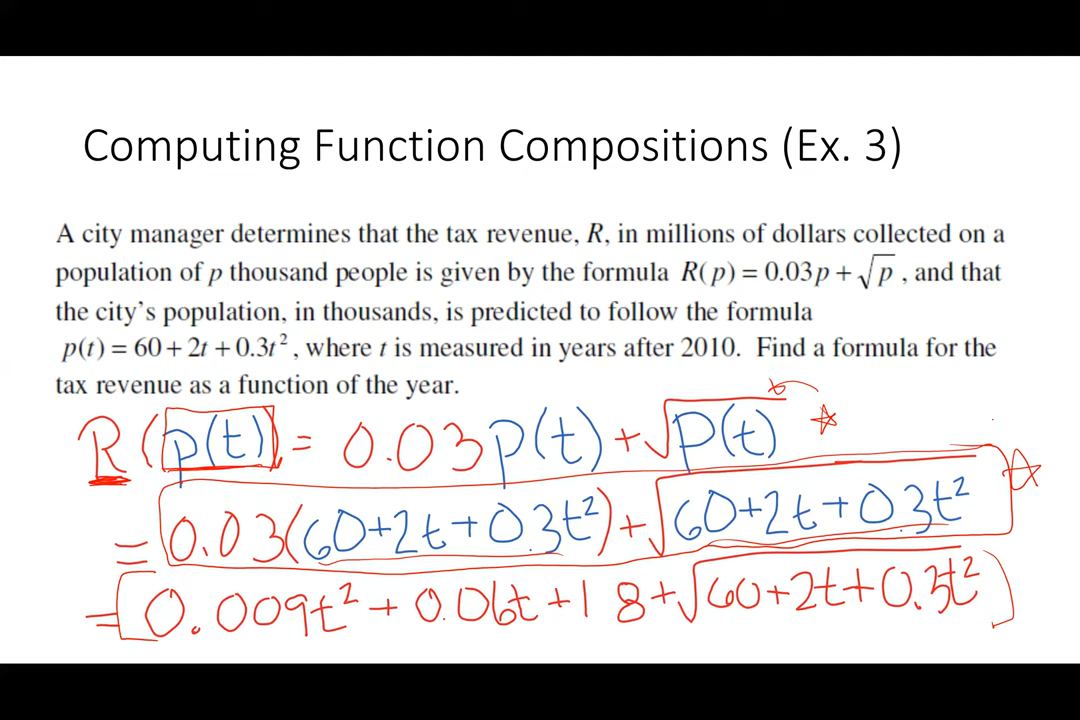 Computing Function Compositions (Ex. 3)
A city manager determines that the tax revenue, R, in millions of dollars collected on a
population of p thousand people is given by the formula R(p) = 0.03p + √p , and that
the city's population, in thousands, is predicted to follow the formula
p(t) = 60 + 2t + 0.3t² , where t is measured in years after 2010. Find a formula for the
tax revenue as a function of the year.
R(p(t)) = 0.03p(t)+√p(t)
= 0.03(60+2t+0.3t²)+√60+2t+0.3t²
= 0.009t²+0.06t+1 8+√60+2t+0.3t²